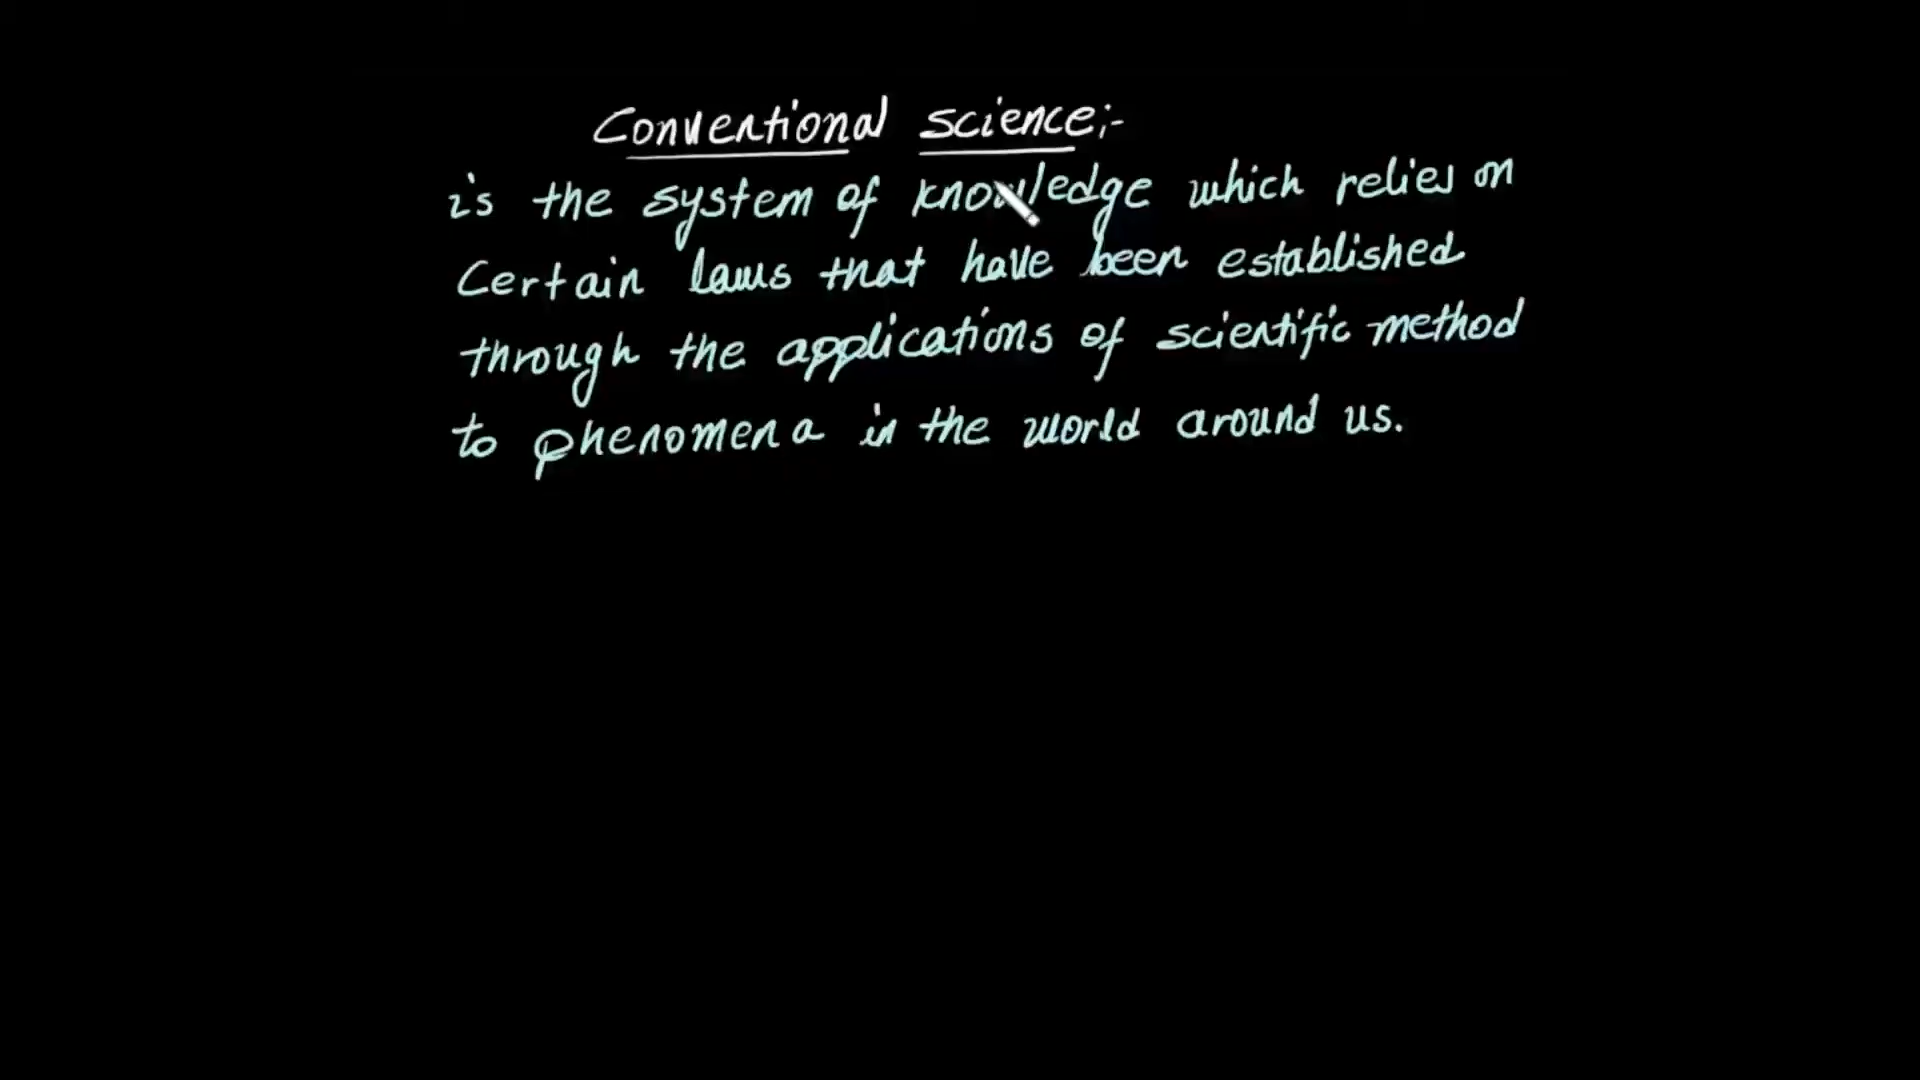 Conventional science:-
is the system of knowledge which relies on
Certain laws that have been established
through the applications of scientific method
to phenomena in the world around us.